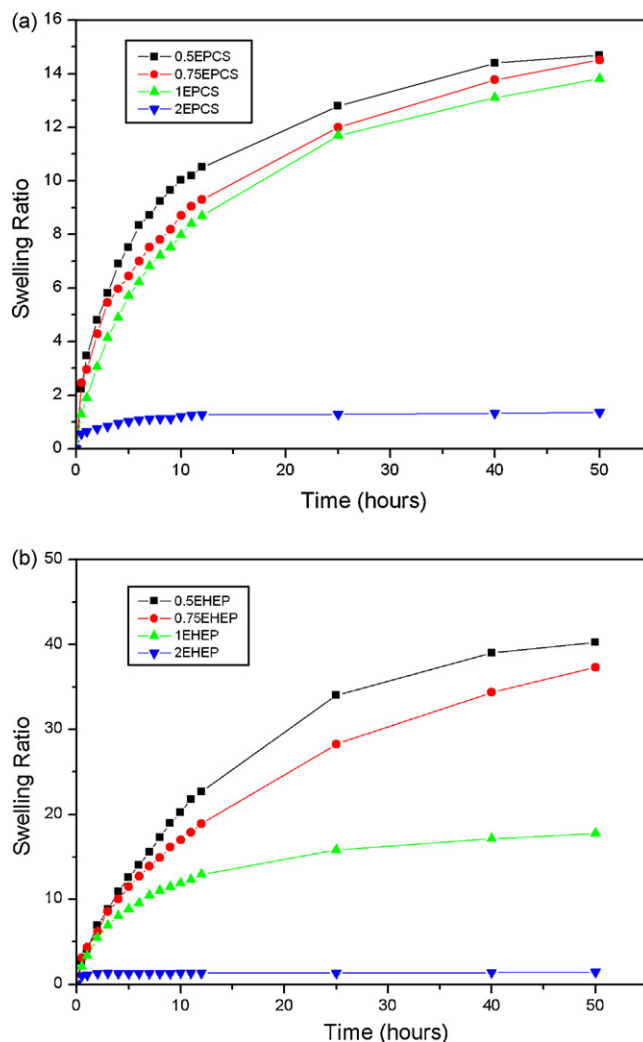 (a)
16
14
12
10
8
6
4
2
0
Swelling Ratio
0.5EPCS
0.75EPCS
1EPCS
2EPCS
0 10 20 30 40 50
Time (hours)
(b)
50
40
30
20
10
0
Swelling Ratio
0.5EHEP
0.75EHEP
1EHEP
2EHEP
0 10 20 30 40 50
Time (hours)